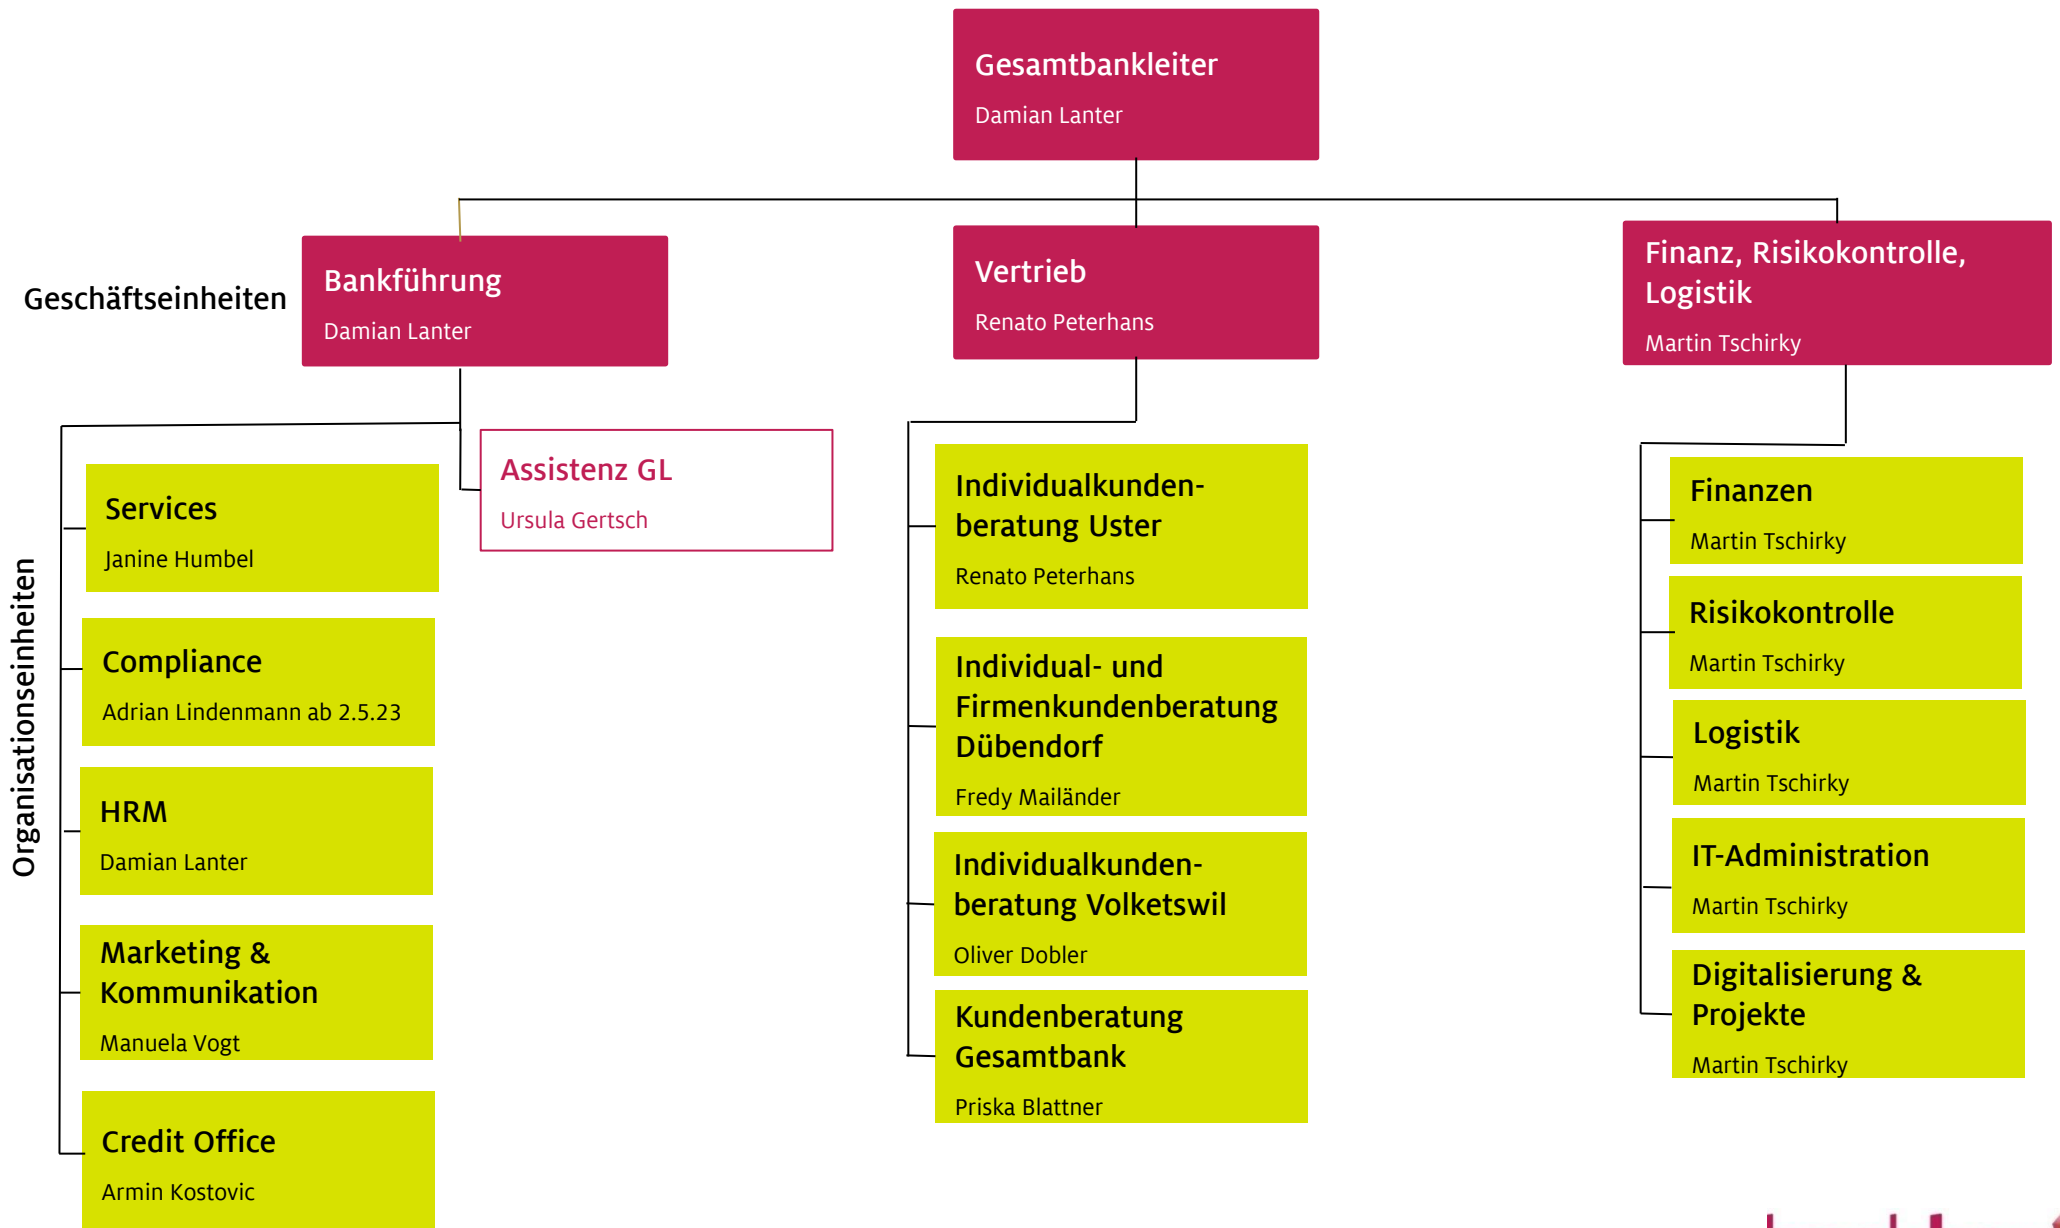 Gesamtbankleiter
Damian Lanter
Geschäftseinheiten
Bankführung
Damian Lanter
Vertrieb
Renato Peterhans
Finanz, Risikokontrolle,
Logistik
Martin Tschirky
Organisationseinheiten
Assistenz GL
Ursula Gertsch
Services
Janine Humbel
Compliance
Adrian Lindenmann ab 2.5.23
HRM
Damian Lanter
Marketing &
Kommunikation
Manuela Vogt
Credit Office
Armin Kostovic
Individualkunden-
beratung Uster
Renato Peterhans
Individual- und
Firmenkundenberatung
Dübendorf
Fredy Mailänder
Individualkunden-
beratung Volketswil
Oliver Dobler
Kundenberatung
Gesamtbank
Priska Blattner
Finanzen
Martin Tschirky
Risikokontrolle
Martin Tschirky
Logistik
Martin Tschirky
IT-Administration
Martin Tschirky
Digitalisierung &
Projekte
Martin Tschirky